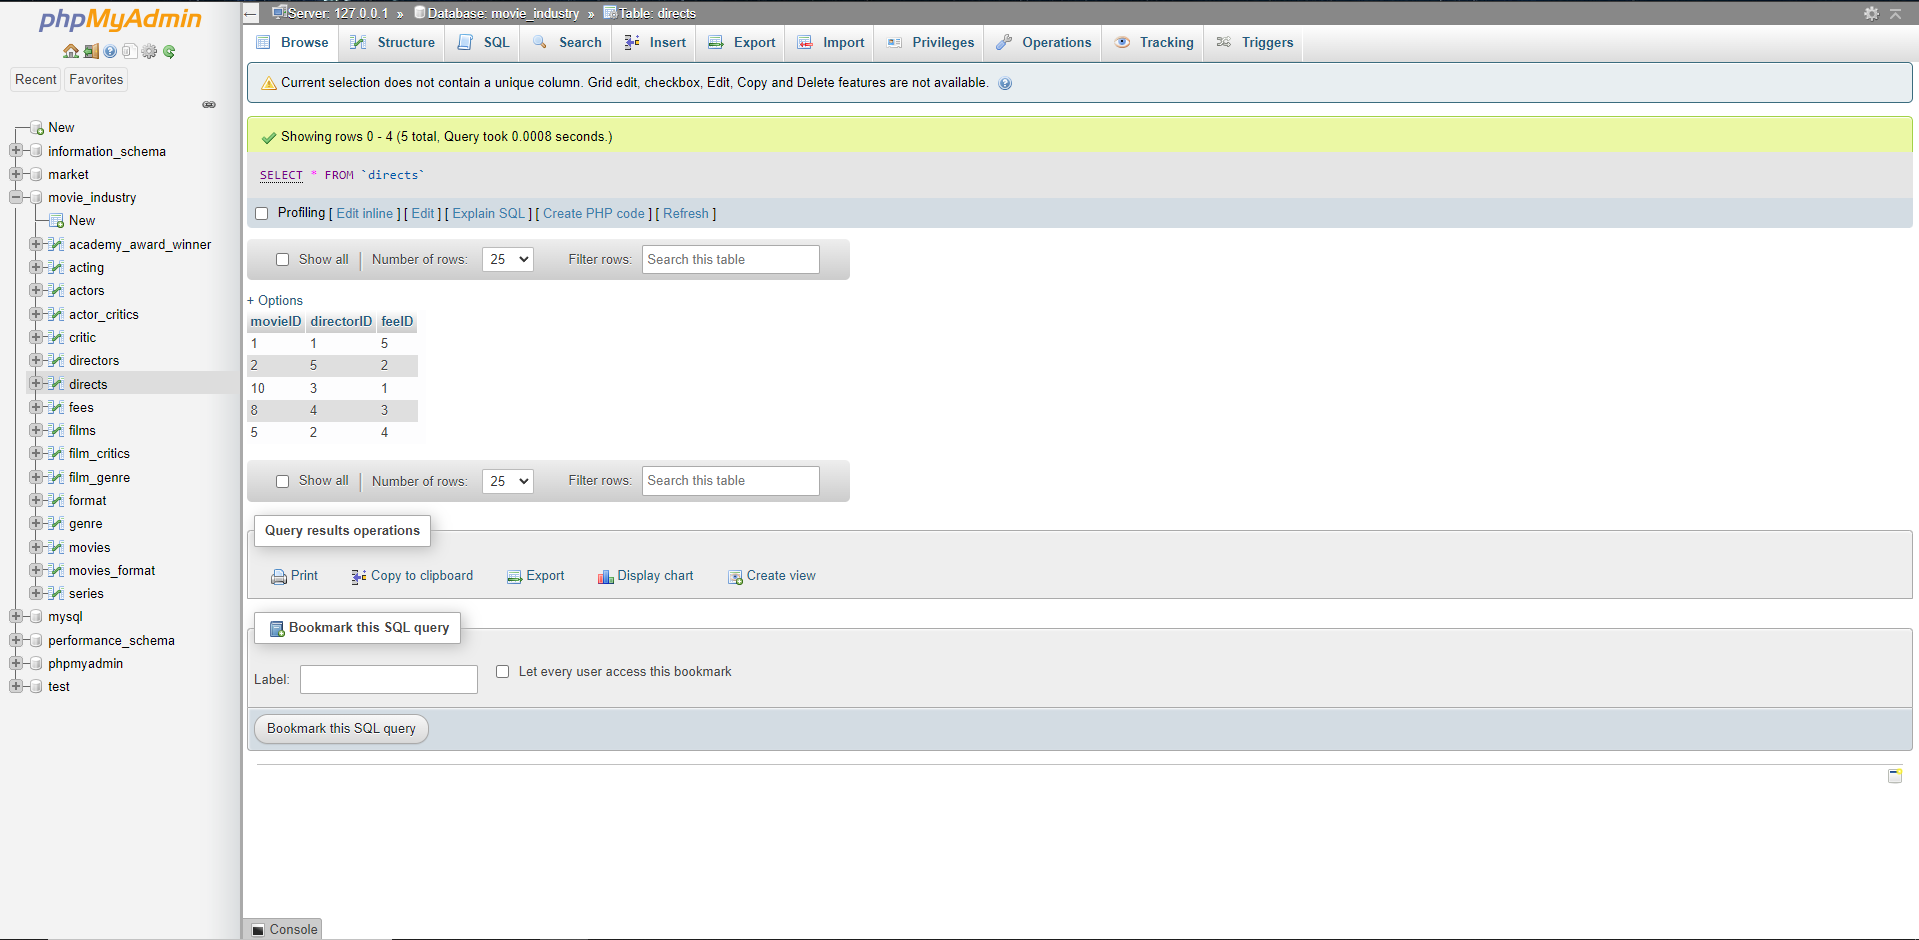 phpMyAdmin
Recent Favorites
New
information_schema
market
movie_industry
New
academy_award_winner
acting
actors
actor_critics
critic
directors
directs
fees
films
film_critics
film_genre
format
genre
movies
movies_format
series
mysql
performance_schema
phpmyadmin
test
Server: 127.0.0.1 » Database: movie_industry » Table: directs
Browse Structure SQL Search Insert Export Import Privileges Operations Tracking Triggers
Current selection does not contain a unique column. Grid edit, checkbox, Edit, Copy and Delete features are not available.
Showing rows 0 - 4 (5 total, Query took 0.0008 seconds.)
SELECT * FROM `directs`
Profiling [ Edit inline ] [ Edit ] [ Explain SQL ] [ Create PHP code ] [ Refresh ]
Show all | Number of rows: 25 Filter rows: Search this table
+ Options
movieID directorID feeID
1 1 5
2 5 2
10 3 1
8 4 3
5 2 4
Show all | Number of rows: 25 Filter rows: Search this table
Query results operations
Print Copy to clipboard Export Display chart Create view
Bookmark this SQL query
Label: Let every user access this bookmark
Bookmark this SQL query
Console